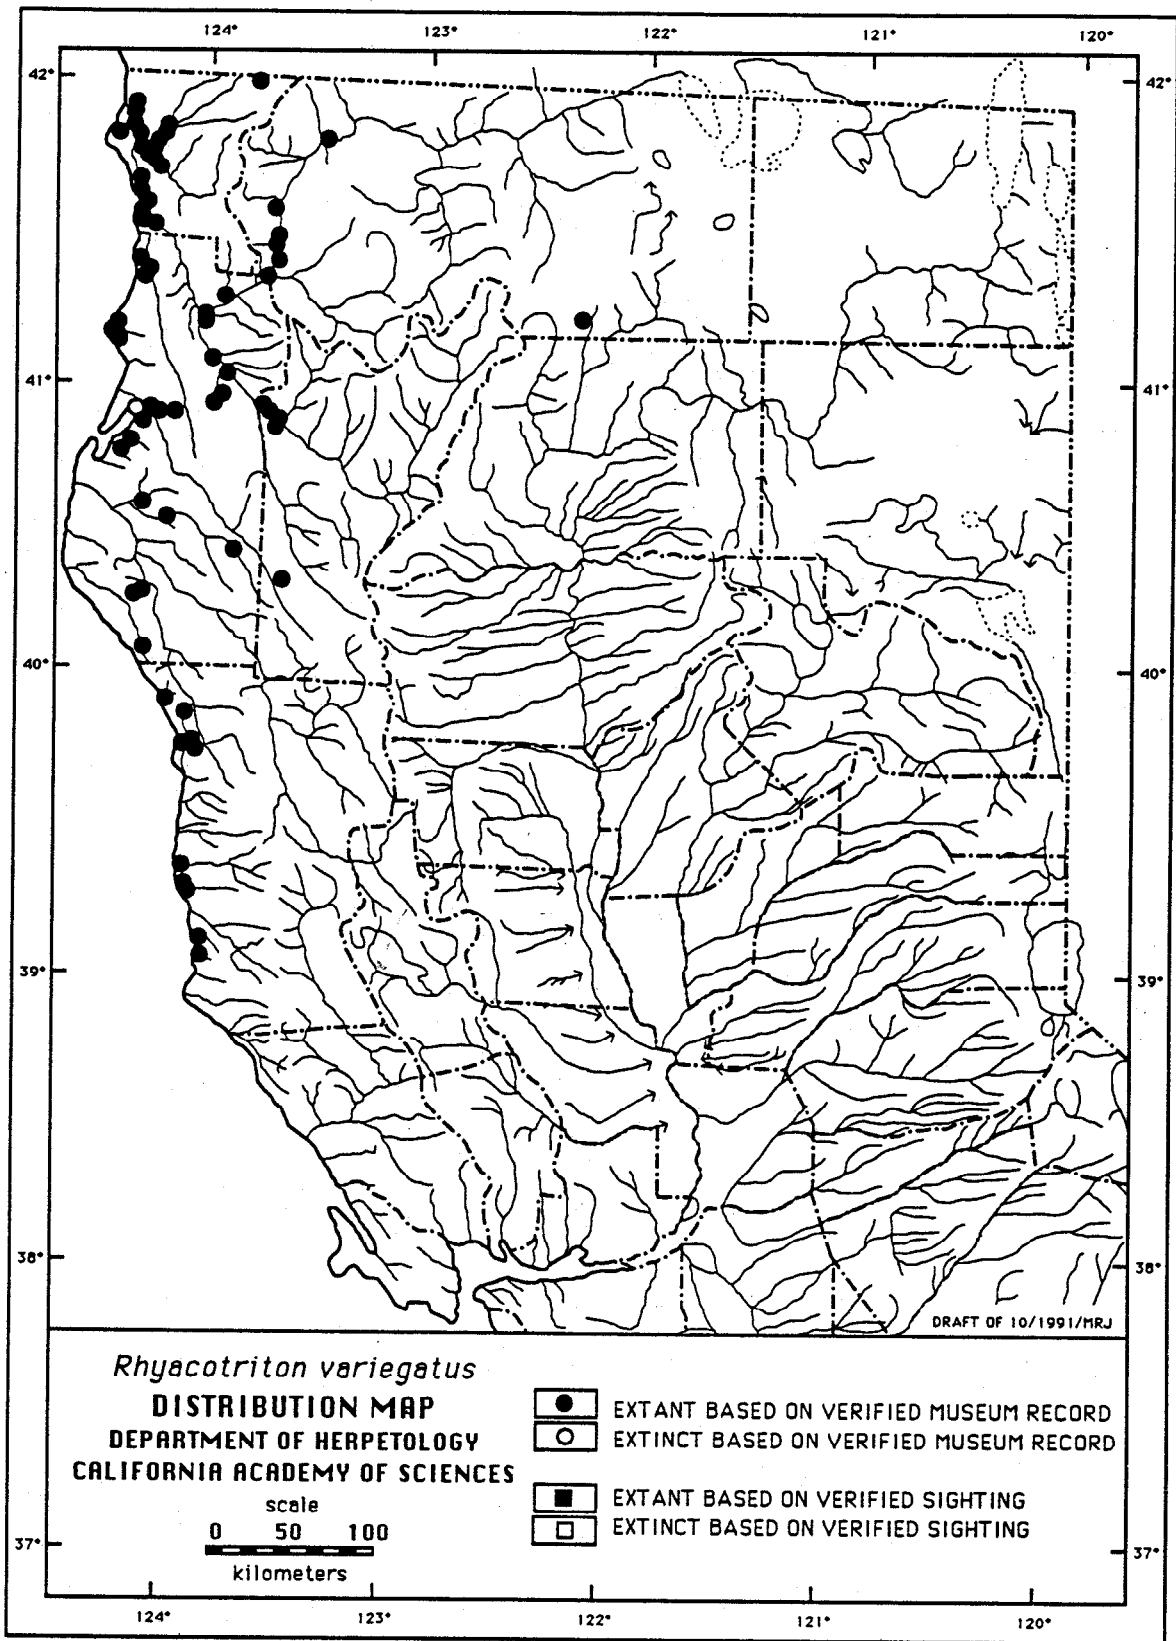 124° 123° 122° 121° 120°
42° 42°
41° 41°
40° 40°
39° 39°
38° 38°
DRAFT OF 10/1991/MRJ
Rhyacotriton variegatus
DISTRIBUTION MAP
DEPARTMENT OF HERPETOLOGY
CALIFORNIA ACADEMY OF SCIENCES
scale
0 50 100
kilometers
EXTANT BASED ON VERIFIED MUSEUM RECORD
EXTINCT BASED ON VERIFIED MUSEUM RECORD
EXTANT BASED ON VERIFIED SIGHTING
EXTINCT BASED ON VERIFIED SIGHTING
37° 37°
124° 123° 122° 121° 120°